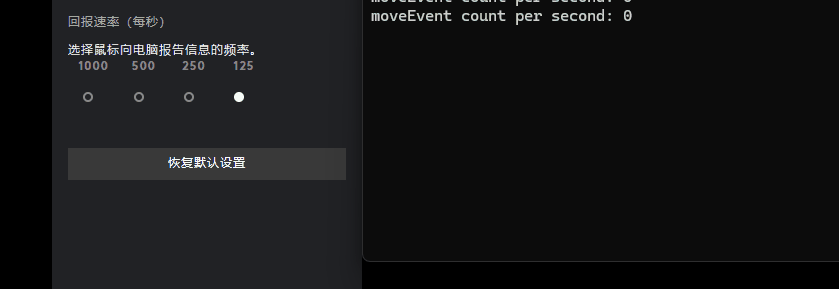 回报速率（每秒）
选择鼠标向电脑报告信息的频率。
1000 500 250 125
恢复默认设置
moveEvent count per second: 0
moveEvent count per second: 0